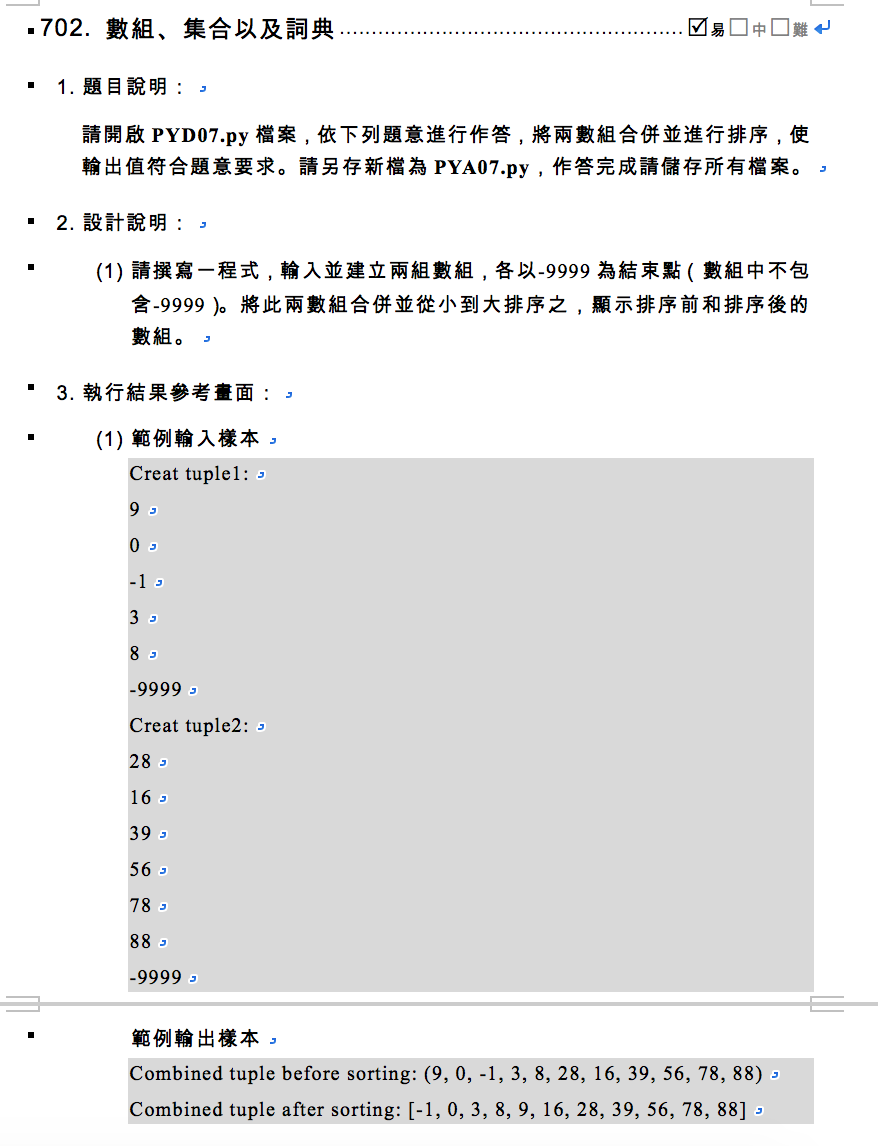 702. 數組、集合以及詞典 ☑易☐中☐難
1. 題目說明：
請開啟 PYD07.py 檔案，依下列題意進行作答，將兩數組合併並進行排序，使
輸出值符合題意要求。請另存新檔為 PYA07.py，作答完成請儲存所有檔案。
2. 設計說明：
(1) 請撰寫一程式，輸入並建立兩組數組，各以-9999 為結束點（數組中不包
含-9999）。將此兩數組合併並從小到大排序之，顯示排序前和排序後的
數組。
3. 執行結果參考畫面：
(1) 範例輸入樣本
Creat tuple1:
9
0
-1
3
8
-9999
Creat tuple2:
28
16
39
56
78
88
-9999
範例輸出樣本
Combined tuple before sorting: (9, 0, -1, 3, 8, 28, 16, 39, 56, 78, 88)
Combined tuple after sorting: [-1, 0, 3, 8, 9, 16, 28, 39, 56, 78, 88]